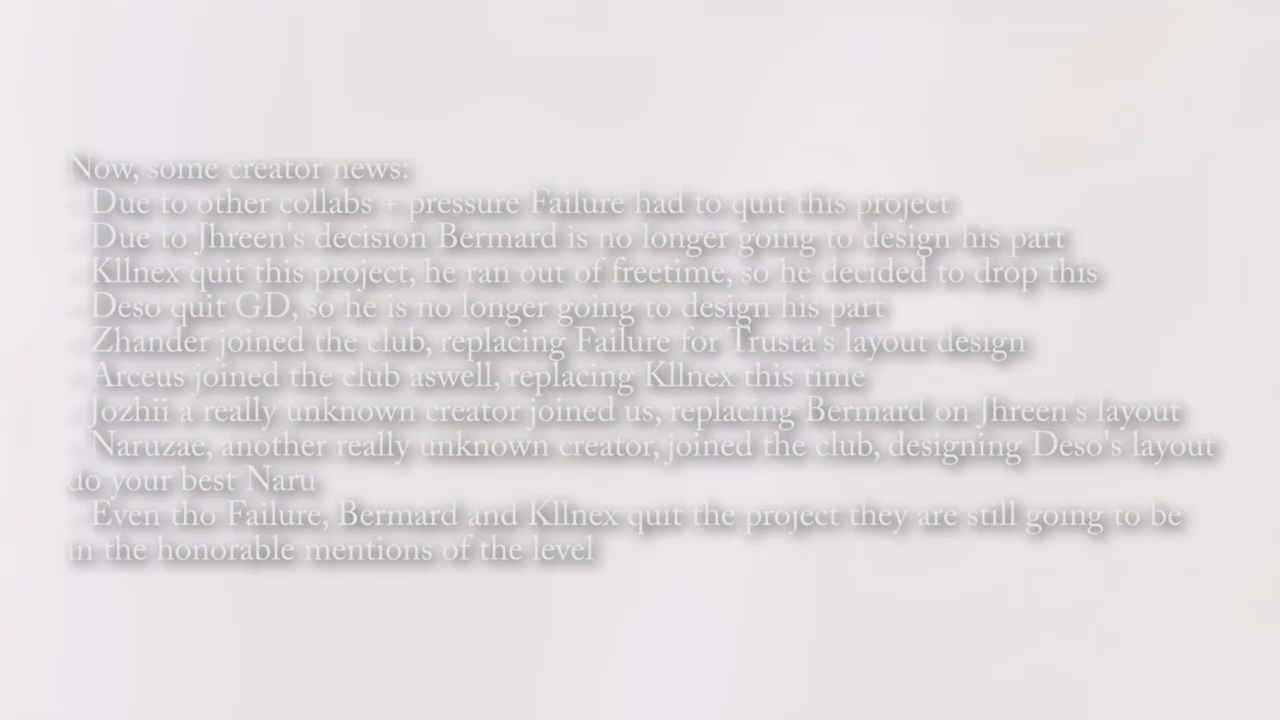 Now, some creator news:
- Due to other collabs + pressure Failure had to quit this project
- Due to Jhreen's decision Bermard is no longer going to design his part
- Kllnex quit this project, he ran out of freetime, so he decided to drop this
- Deso quit GD, so he is no longer going to design his part
- Zhander joined the club, replacing Failure for Trusta's layout design
- Arceus joined the club aswell, replacing Kllnex this time
- Jozhii a really unknown creator joined us, replacing Bermard on Jhreen's layout
- Naruzae, another really unknown creator, joined the club, designing Deso's layout
do your best Naru
- Even tho Failure, Bermard and Kllnex quit the project they are still going to be
in the honorable mentions of the level